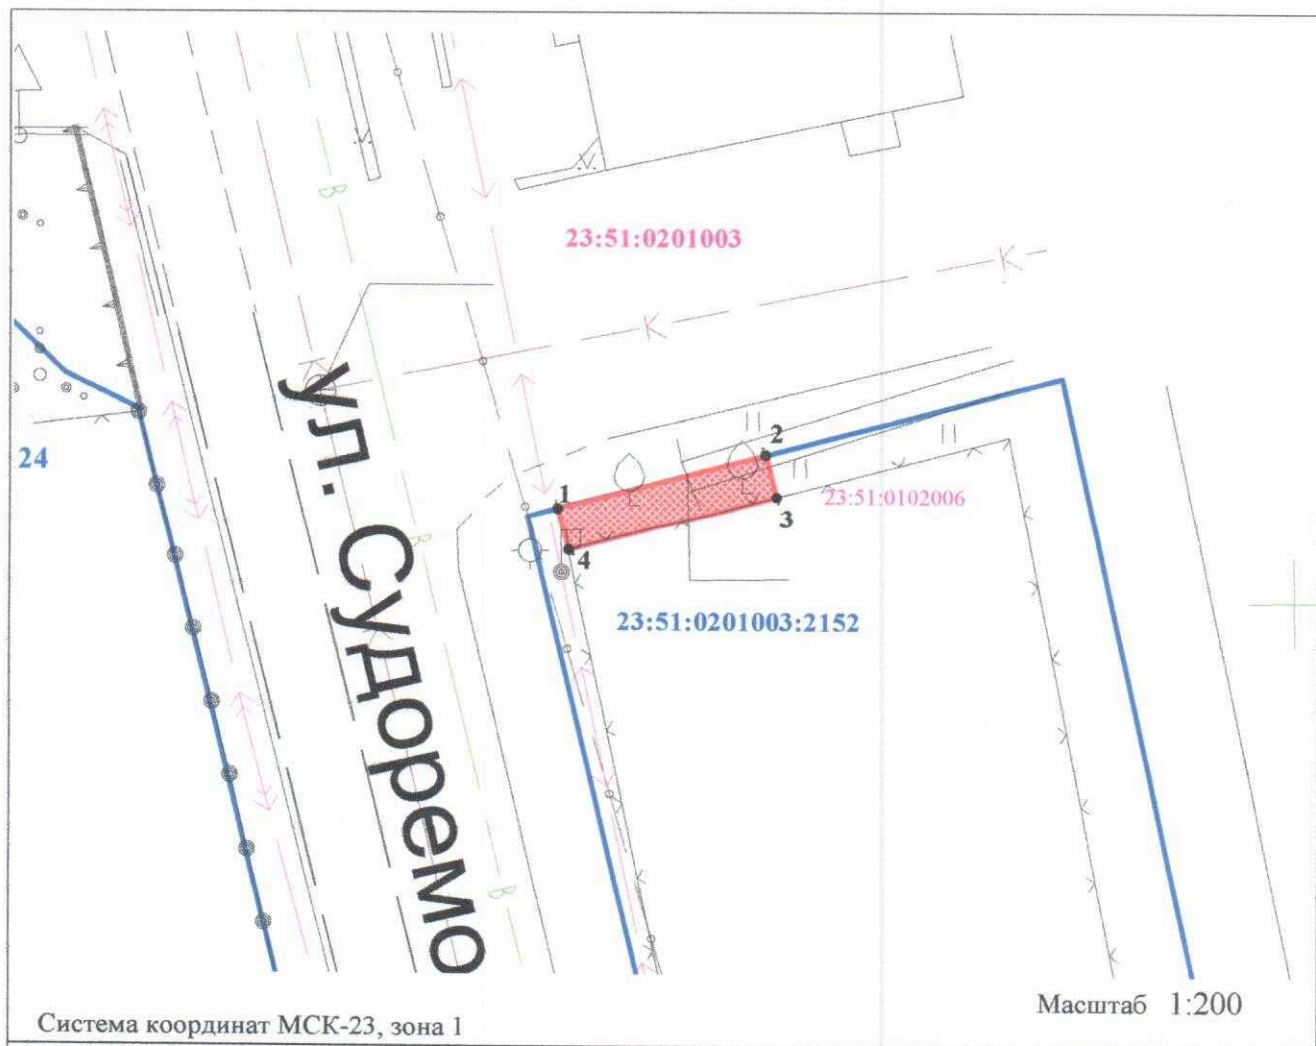 В
23:51:0201003
К
К
К
ул. Судоремо
24
2
1
3
23:51:0102006
4
В
23:51:0201003:2152
В
Масштаб 1:200
Система координат МСК-23, зона 1